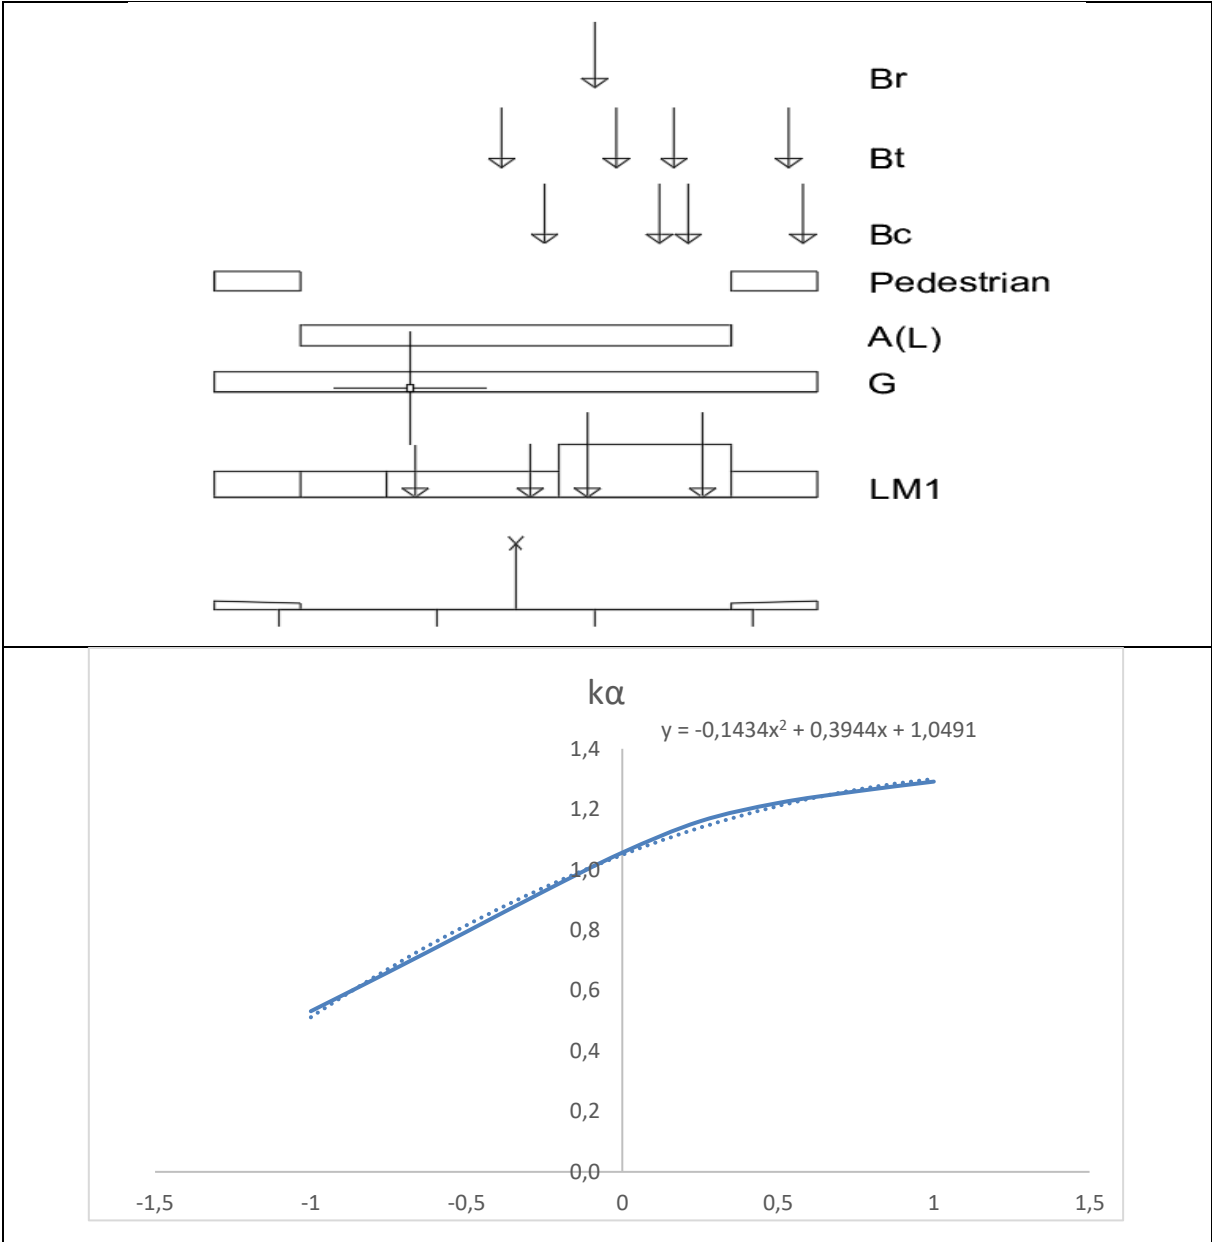 Br
Bt
Bc
Pedestrian
A(L)
G
LM1
kα
y = -0,1434x² + 0,3944x + 1,0491
1,4
1,2
1,0
0,8
0,6
0,4
0,2
0,0
-1,5 -1 -0,5 0 0,5 1 1,5